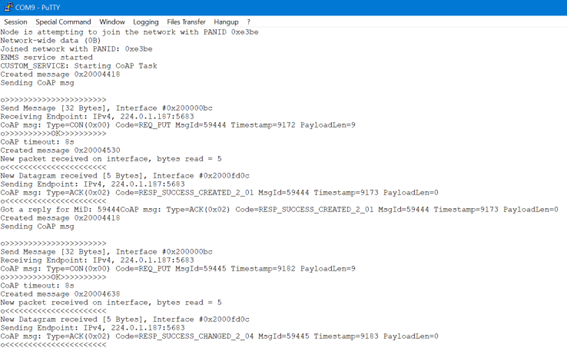 COM9 - PuTTY
Session Special Command Window Logging Files Transfer Hangup ?
Node is attempting to join the network with PANID 0xe3be
Network-wide data (0B)
Joined network with PANID: 0xe3be
ENMS service started
CUSTOM_SERVICE: Starting CoAP Task
Created message 0x20004418
Sending CoAP msg
o>>>>>>>>>>>>>>>>>>>>>>
Send Message [32 Bytes], Interface #0x200000bc
Receiving Endpoint: IPv4, 224.0.1.187:5683
CoAP msg: Type=CON(0x00) Code=REQ_PUT MsgId=59444 Timestamp=9172 PayloadLen=9
o>>>>>>>>>>OK>>>>>>>>>>
CoAP timeout: 8s
Created message 0x20004530
New packet received on interface, bytes read = 5
o<<<<<<<<<<<<<<<<<<<<<<
New Datagram received [5 Bytes], Interface #0x2000fd0c
Sending Endpoint: IPv4, 224.0.1.187:5683
CoAP msg: Type=ACK(0x02) Code=RESP_SUCCESS_CREATED_2_01 MsgId=59444 Timestamp=9173 PayloadLen=0
o<<<<<<<<<<<<<<<<<<<<<<
Got a reply for MiD: 59444CoAP msg: Type=ACK(0x02) Code=RESP_SUCCESS_CREATED_2_01 MsgId=59444 Timestamp=9173 PayloadLen=0
Created message 0x20004418
Sending CoAP msg
o>>>>>>>>>>>>>>>>>>>>>>
Send Message [32 Bytes], Interface #0x200000bc
Receiving Endpoint: IPv4, 224.0.1.187:5683
CoAP msg: Type=CON(0x00) Code=REQ_PUT MsgId=59445 Timestamp=9182 PayloadLen=9
o>>>>>>>>>>OK>>>>>>>>>>
CoAP timeout: 8s
Created message 0x20004638
New packet received on interface, bytes read = 5
o<<<<<<<<<<<<<<<<<<<<<<
New Datagram received [5 Bytes], Interface #0x2000fd0c
Sending Endpoint: IPv4, 224.0.1.187:5683
CoAP msg: Type=ACK(0x02) Code=RESP_SUCCESS_CHANGED_2_04 MsgId=59445 Timestamp=9183 PayloadLen=0
o<<<<<<<<<<<<<<<<<<<<<<